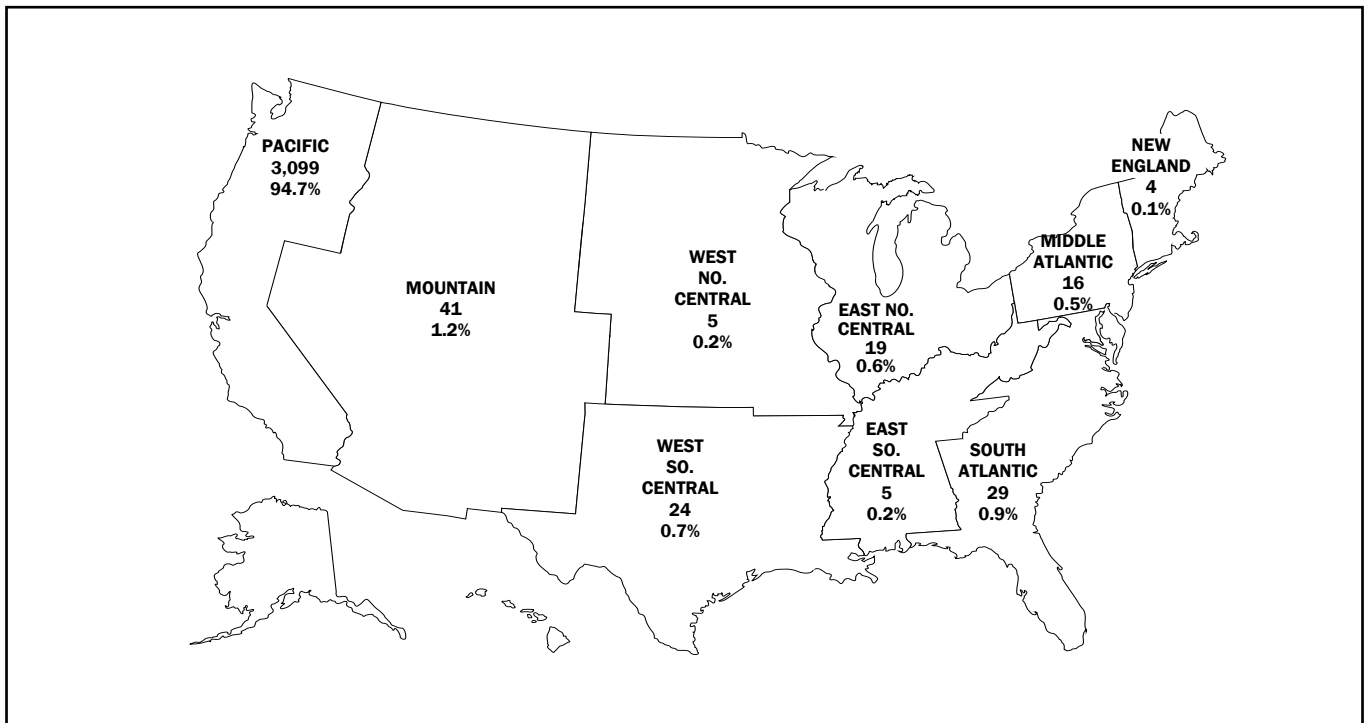 PACIFIC
3,099
94.7%
MOUNTAIN
41
1.2%
WEST
NO.
CENTRAL
5
0.2%
EAST NO.
CENTRAL
19
0.6%
NEW
ENGLAND
4
0.1%
MIDDLE
ATLANTIC
16
0.5%
WEST
SO.
CENTRAL
24
0.7%
EAST
SO.
CENTRAL
5
0.2%
SOUTH
ATLANTIC
29
0.9%